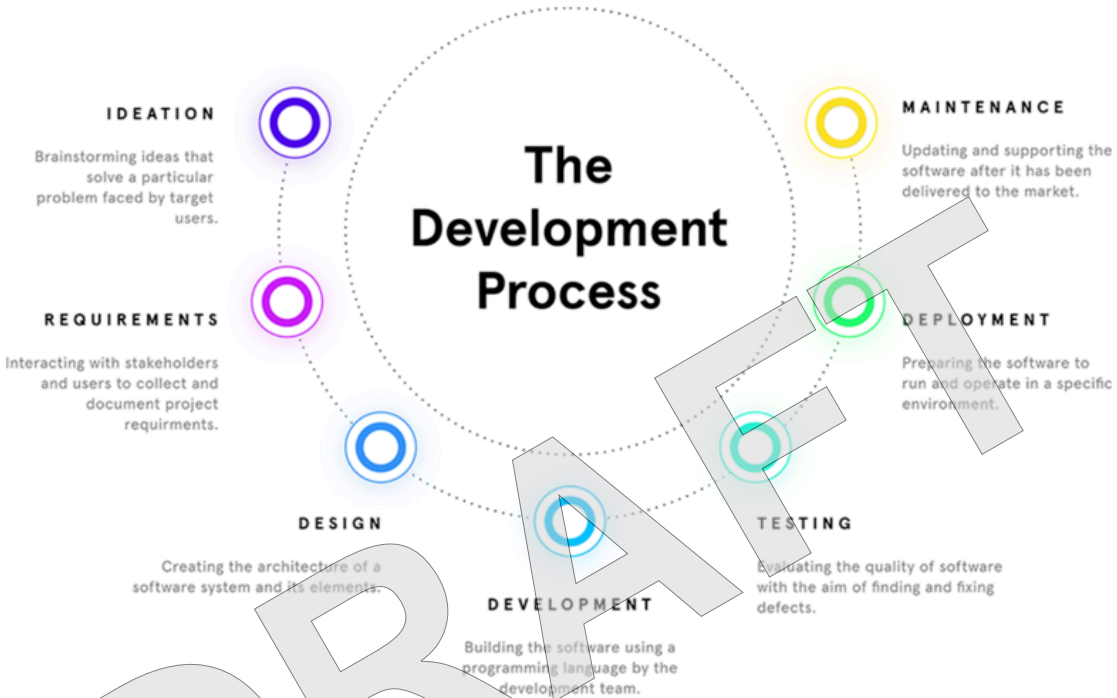 The
Development
Process
IDEATION
Brainstorming ideas that
solve a particular
problem faced by target
users.
REQUIREMENTS
Interacting with stakeholders
and users to collect and
document project
requirments.
DESIGN
Creating the architecture of a
software system and its elements.
DEVELOPMENT
Building the software using a
programming language by the
development team.
TESTING
Evaluating the quality of software
with the aim of finding and fixing
defects.
DEPLOYMENT
Preparing the software to
run and operate in a specific
environment.
MAINTENANCE
Updating and supporting the
software after it has been
delivered to the market.
DRAFT